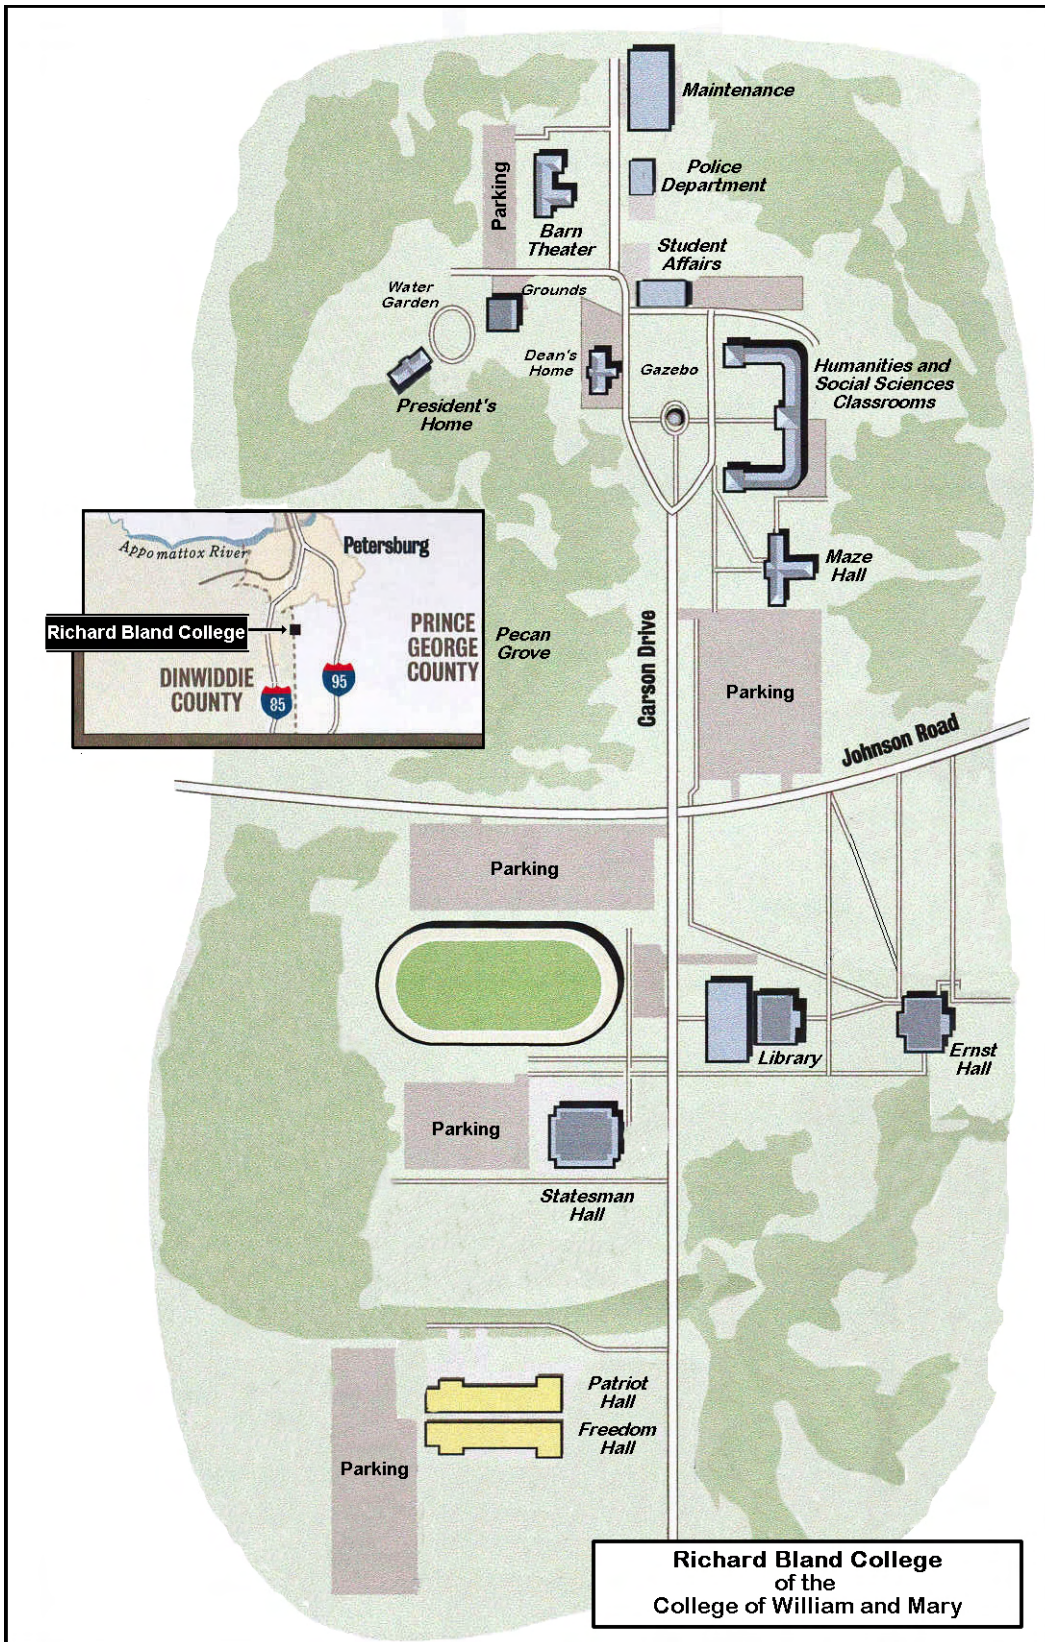 Maintenance
Police
Department
Parking
Barn
Theater
Student
Affairs
Water
Garden
Grounds
Dean's
Home
Gazebo
Humanities and
Social Sciences
Classrooms
President's
Home
Appomattox River
Petersburg
Richard Bland College
PRINCE
GEORGE
COUNTY
DINWIDDIE
COUNTY
85
95
Pecan
Grove
Carson Drive
Maze
Hall
Parking
Johnson Road
Parking
Library
Ernst
Hall
Parking
Statesman
Hall
Patriot
Hall
Freedom
Hall
Parking
Richard Bland College
of the
College of William and Mary